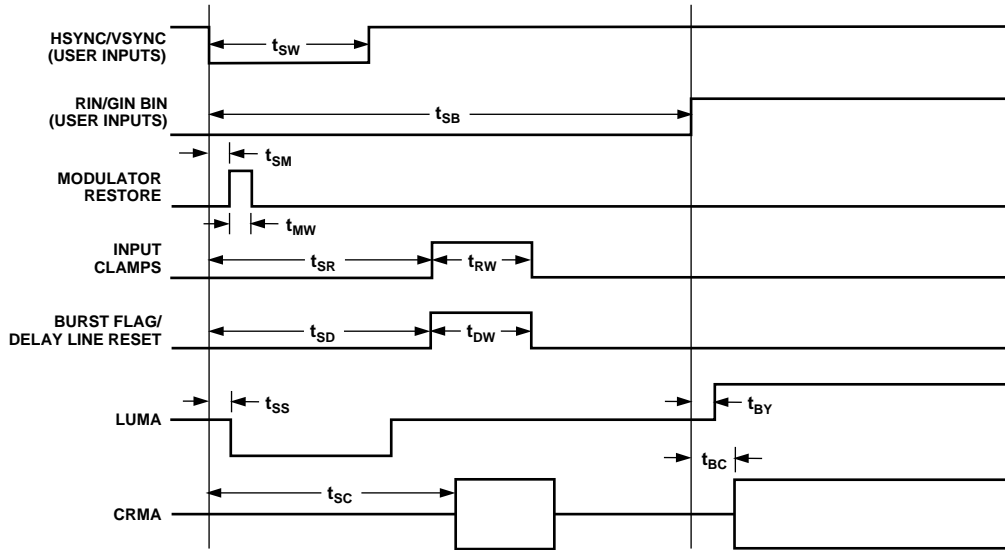 HSYNC/VSYNC
(USER INPUTS)
tSW
RIN/GIN BIN
(USER INPUTS)
tSB
tSM
MODULATOR
RESTORE
tMW
INPUT
CLAMPS
tSR
tRW
BURST FLAG/
DELAY LINE RESET
tSD
tDW
tSS
LUMA
tBY
tBC
tSC
CRMA